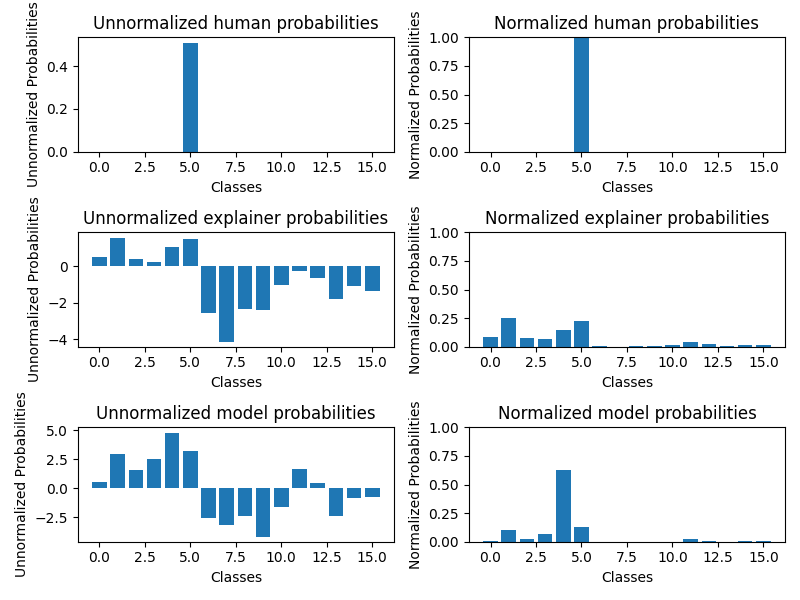 Unnormalized human probabilities
Unnormalized Probabilities
0.4
0.2
0.0
0.0 2.5 5.0 7.5 10.0 12.5 15.0
Classes
Normalized human probabilities
Normalized Probabilities
1.00
0.75
0.50
0.25
0.00
0.0 2.5 5.0 7.5 10.0 12.5 15.0
Classes
Unnormalized explainer probabilities
Unnormalized Probabilities
0
−2
−4
0.0 2.5 5.0 7.5 10.0 12.5 15.0
Classes
Normalized explainer probabilities
Normalized Probabilities
1.00
0.75
0.50
0.25
0.00
0.0 2.5 5.0 7.5 10.0 12.5 15.0
Classes
Unnormalized model probabilities
Unnormalized Probabilities
5.0
2.5
0.0
−2.5
0.0 2.5 5.0 7.5 10.0 12.5 15.0
Classes
Normalized model probabilities
Normalized Probabilities
1.00
0.75
0.50
0.25
0.00
0.0 2.5 5.0 7.5 10.0 12.5 15.0
Classes